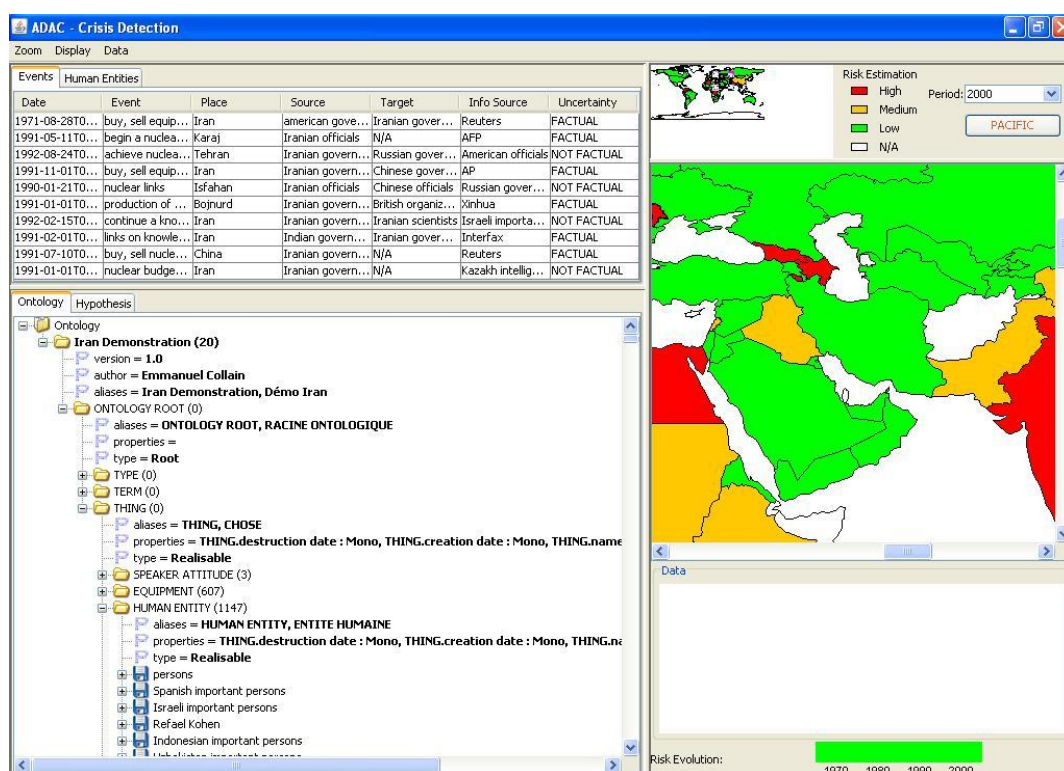 ADAC - Crisis Detection
Zoom Display Data
Events Human Entities
Date Event Place Source Target Info Source Uncertainty
1971-08-28T0... buy, sell equip... Iran american gove... Iranian gover... Reuters FACTUAL
1991-05-11T0... begin a nuclea... Karaj Iranian officials N/A AFP FACTUAL
1992-08-24T0... achieve nuclea... Tehran Iranian govern... Russian gover... American officials NOT FACTUAL
1991-11-01T0... buy, sell equip... Iran Iranian govern... Chinese gover... AP FACTUAL
1990-01-21T0... nuclear links Isfahan Iranian officials Chinese officials Russian gover... NOT FACTUAL
1991-01-01T0... production of ... Bojnurd Iranian govern... British organiz... Xinhua FACTUAL
1992-02-15T0... continue a kno... Iran Iranian govern... Iranian scientists Israeli importa... NOT FACTUAL
1991-02-01T0... links on knowle... Iran Indian govern... Iranian gover... Interfax FACTUAL
1991-07-10T0... buy, sell nucle... China Iranian govern... N/A Reuters FACTUAL
1991-01-01T0... nuclear budge... Iran Iranian govern... N/A Kazakh intellig... NOT FACTUAL
Risk Estimation
High
Medium
Low
N/A
Period: 2000
PACIFIC
Ontology Hypothesis
Ontology
Iran Demonstration (20)
version = 1.0
author = Emmanuel Collain
aliases = Iran Demonstration, Démo Iran
ONTOLOGY ROOT (0)
aliases = ONTOLOGY ROOT, RACINE ONTOLOGIQUE
properties =
type = Root
TYPE (0)
TERM (0)
THING (0)
aliases = THING, CHOSE
properties = THING.destruction date : Mono, THING.creation date : Mono, THING.name
type = Realisable
SPEAKER ATTITUDE (3)
EQUIPMENT (607)
HUMAN ENTITY (1147)
aliases = HUMAN ENTITY, ENTITE HUMAINE
properties = THING.destruction date : Mono, THING.creation date : Mono, THING.na
type = Realisable
persons
Spanish important persons
Israeli important persons
Refael Kohen
Indonesian important persons
Data
Risk Evolution:
1970 1980 1990 2000